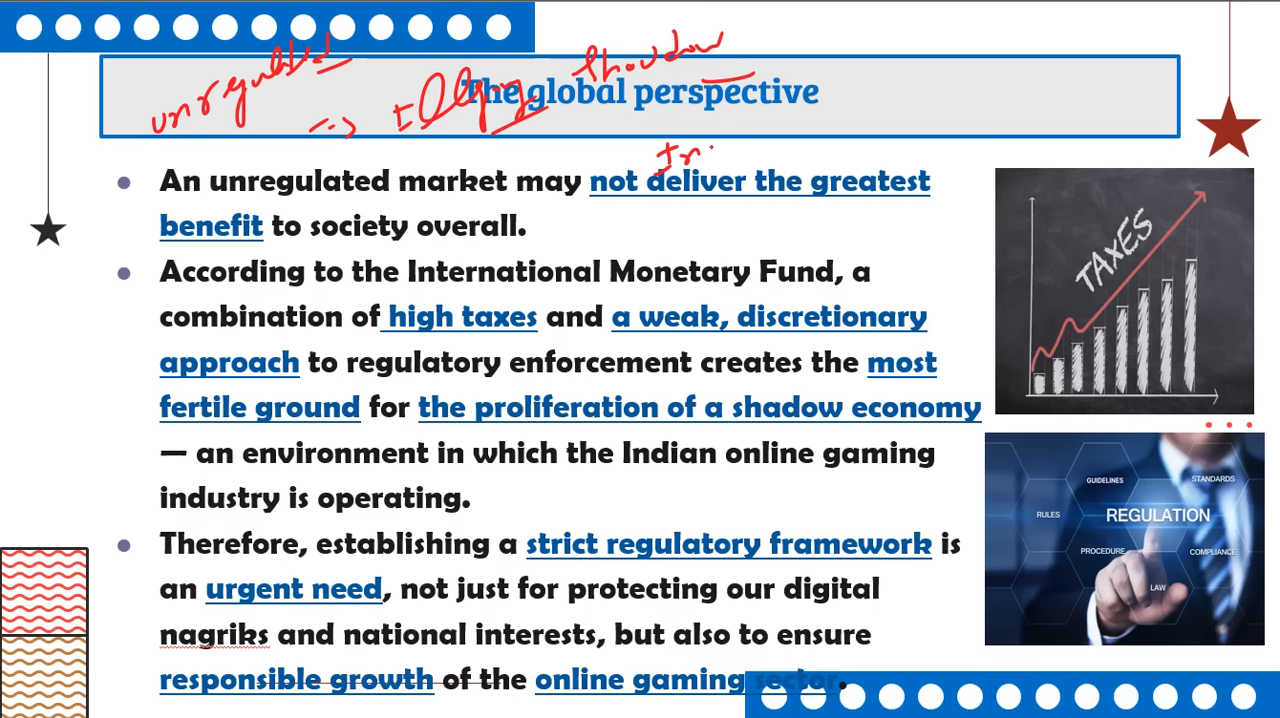 unregulated
The global perspective
An unregulated market may not deliver the greatest
benefit to society overall.
According to the International Monetary Fund, a
combination of high taxes and a weak, discretionary
approach to regulatory enforcement creates the most
fertile ground for the proliferation of a shadow economy
— an environment in which the Indian online gaming
industry is operating.
Therefore, establishing a strict regulatory framework is
an urgent need, not just for protecting our digital
nagriks and national interests, but also to ensure
responsible growth of the online gaming sector.
TAXES
GUIDELINES
STANDARDS
RULES
REGULATION
PROCEDURE
COMPLIANCE
LAW